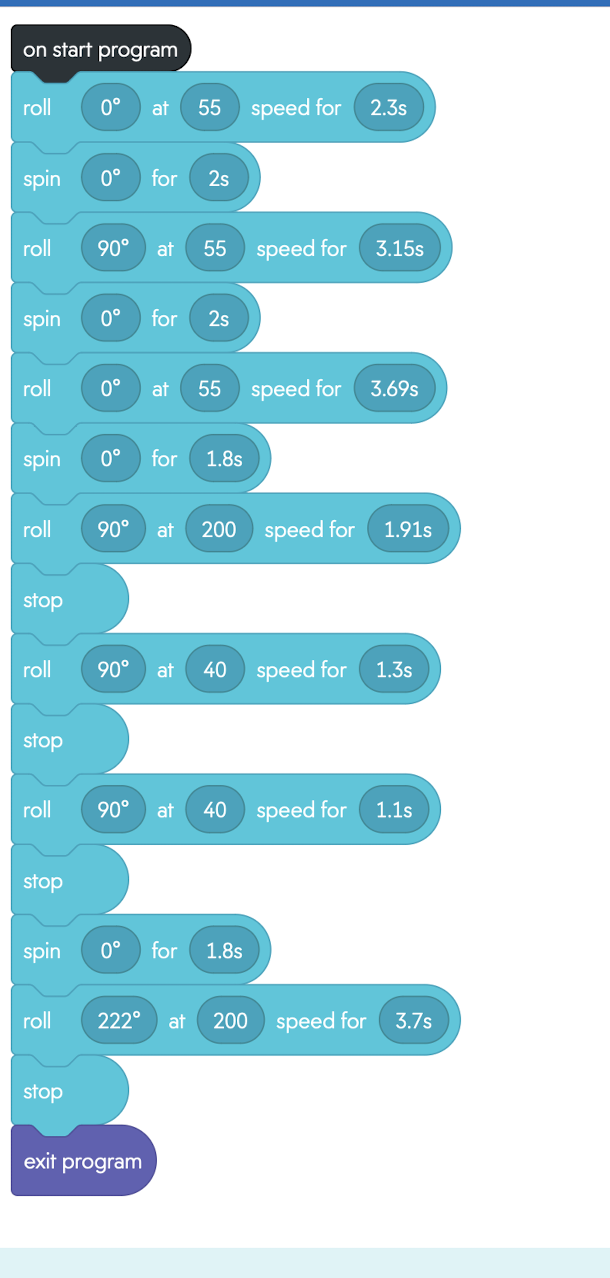 on start program
roll 0° at 55 speed for 2.3s
spin 0° for 2s
roll 90° at 55 speed for 3.15s
spin 0° for 2s
roll 0° at 55 speed for 3.69s
spin 0° for 1.8s
roll 90° at 200 speed for 1.91s
stop
roll 90° at 40 speed for 1.3s
stop
roll 90° at 40 speed for 1.1s
stop
spin 0° for 1.8s
roll 222° at 200 speed for 3.7s
stop
exit program